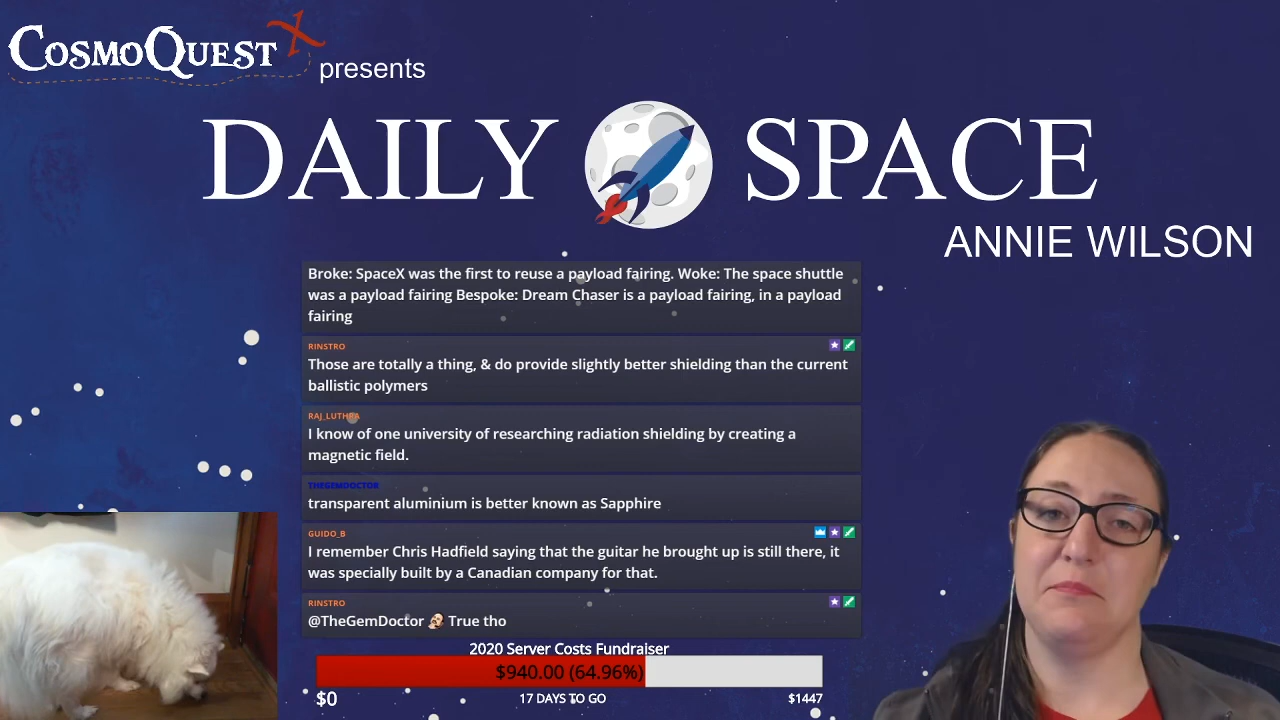 CosmoQuest X
presents
DAILY SPACE
ANNIE WILSON
Broke: SpaceX was the first to reuse a payload fairing. Woke: The space shuttle
was a payload fairing Bespoke: Dream Chaser is a payload fairing, in a payload
fairing
RINSTRO
Those are totally a thing, & do provide slightly better shielding than the current
ballistic polymers
RAJ_LUTHRA
I know of one university of researching radiation shielding by creating a
magnetic field.
THEGEMDOCTOR
transparent aluminium is better known as Sapphire
GUIDO_B
I remember Chris Hadfield saying that the guitar he brought up is still there, it
was specially built by a Canadian company for that.
RINSTRO
@TheGemDoctor True tho
2020 Server Costs Fundraiser
$940.00 (64.96%)
$0 17 DAYS TO GO $1447